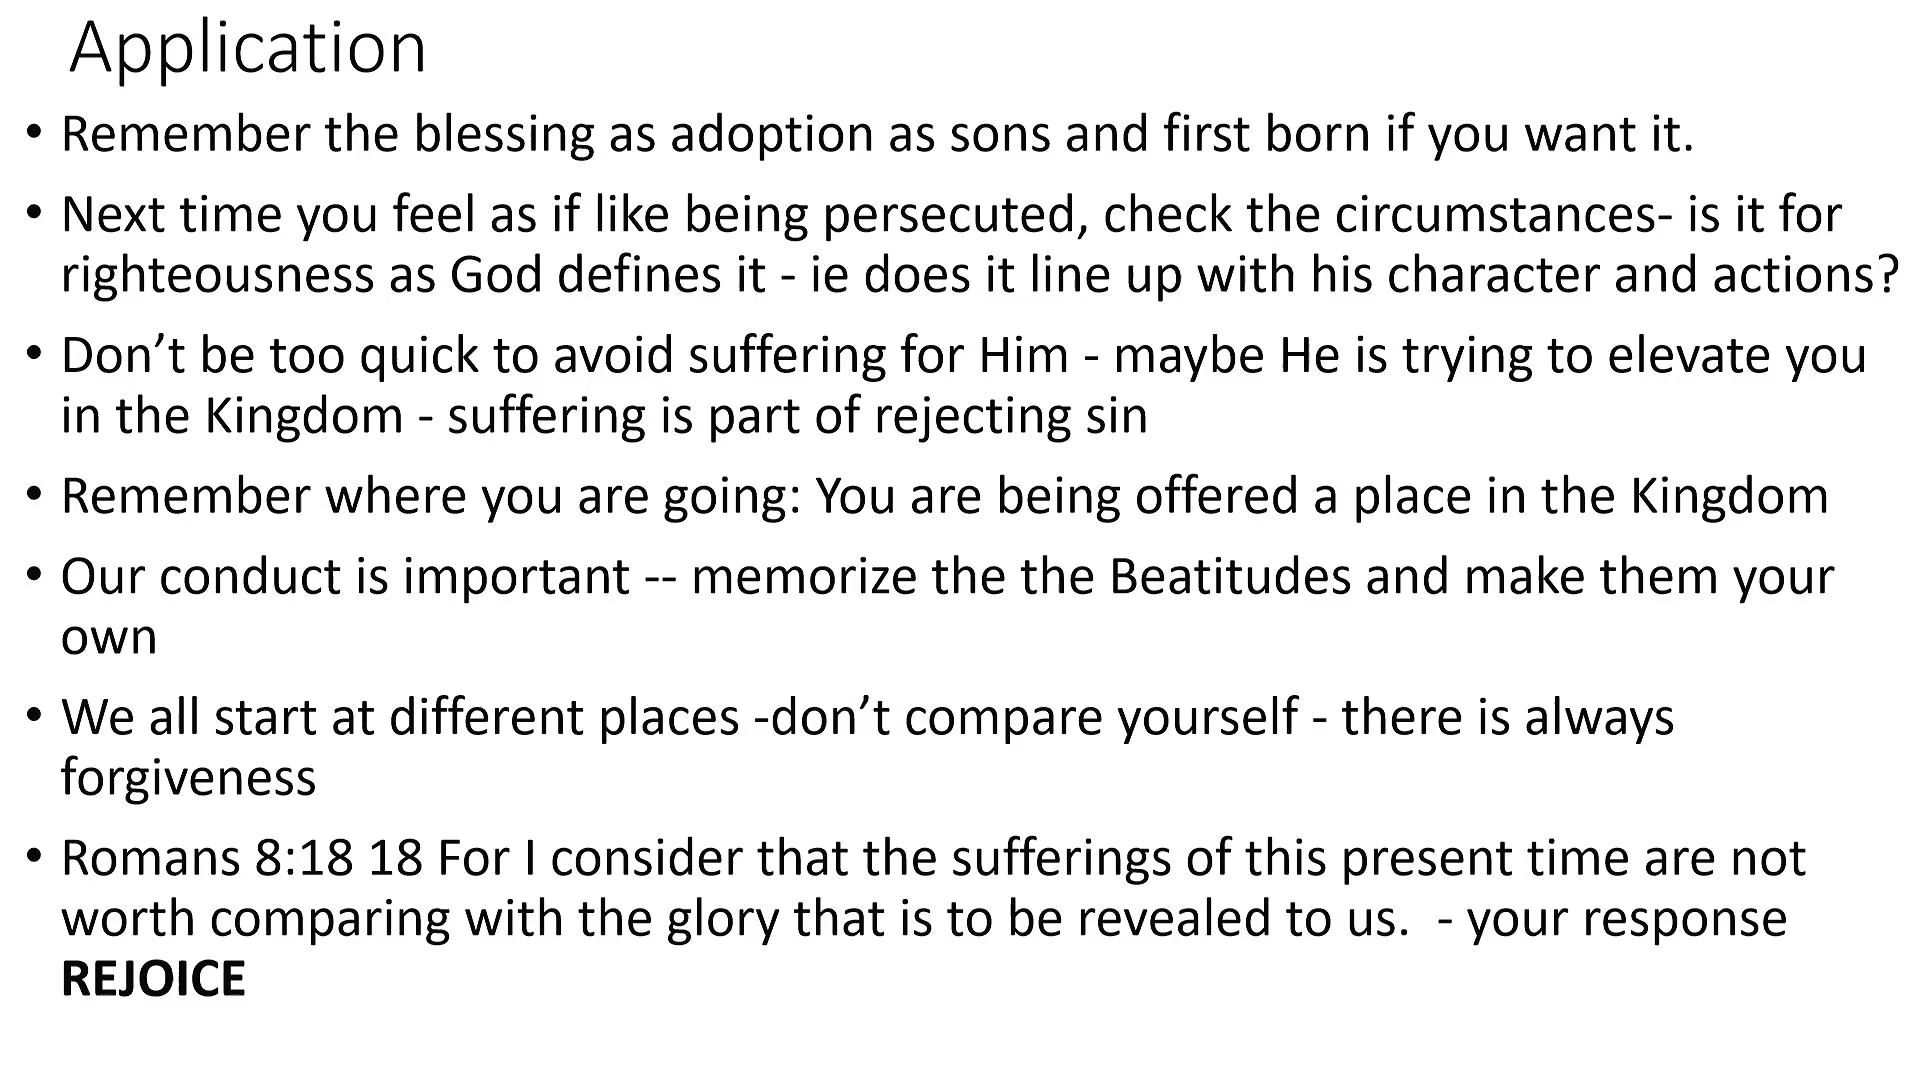 Application
• Remember the blessing as adoption as sons and first born if you want it.
• Next time you feel as if like being persecuted, check the circumstances- is it for
righteousness as God defines it - ie does it line up with his character and actions?
• Don’t be too quick to avoid suffering for Him - maybe He is trying to elevate you
in the Kingdom - suffering is part of rejecting sin
• Remember where you are going: You are being offered a place in the Kingdom
• Our conduct is important -- memorize the the Beatitudes and make them your
own
• We all start at different places -don’t compare yourself - there is always
forgiveness
• Romans 8:18 18 For I consider that the sufferings of this present time are not
worth comparing with the glory that is to be revealed to us.  - your response
REJOICE